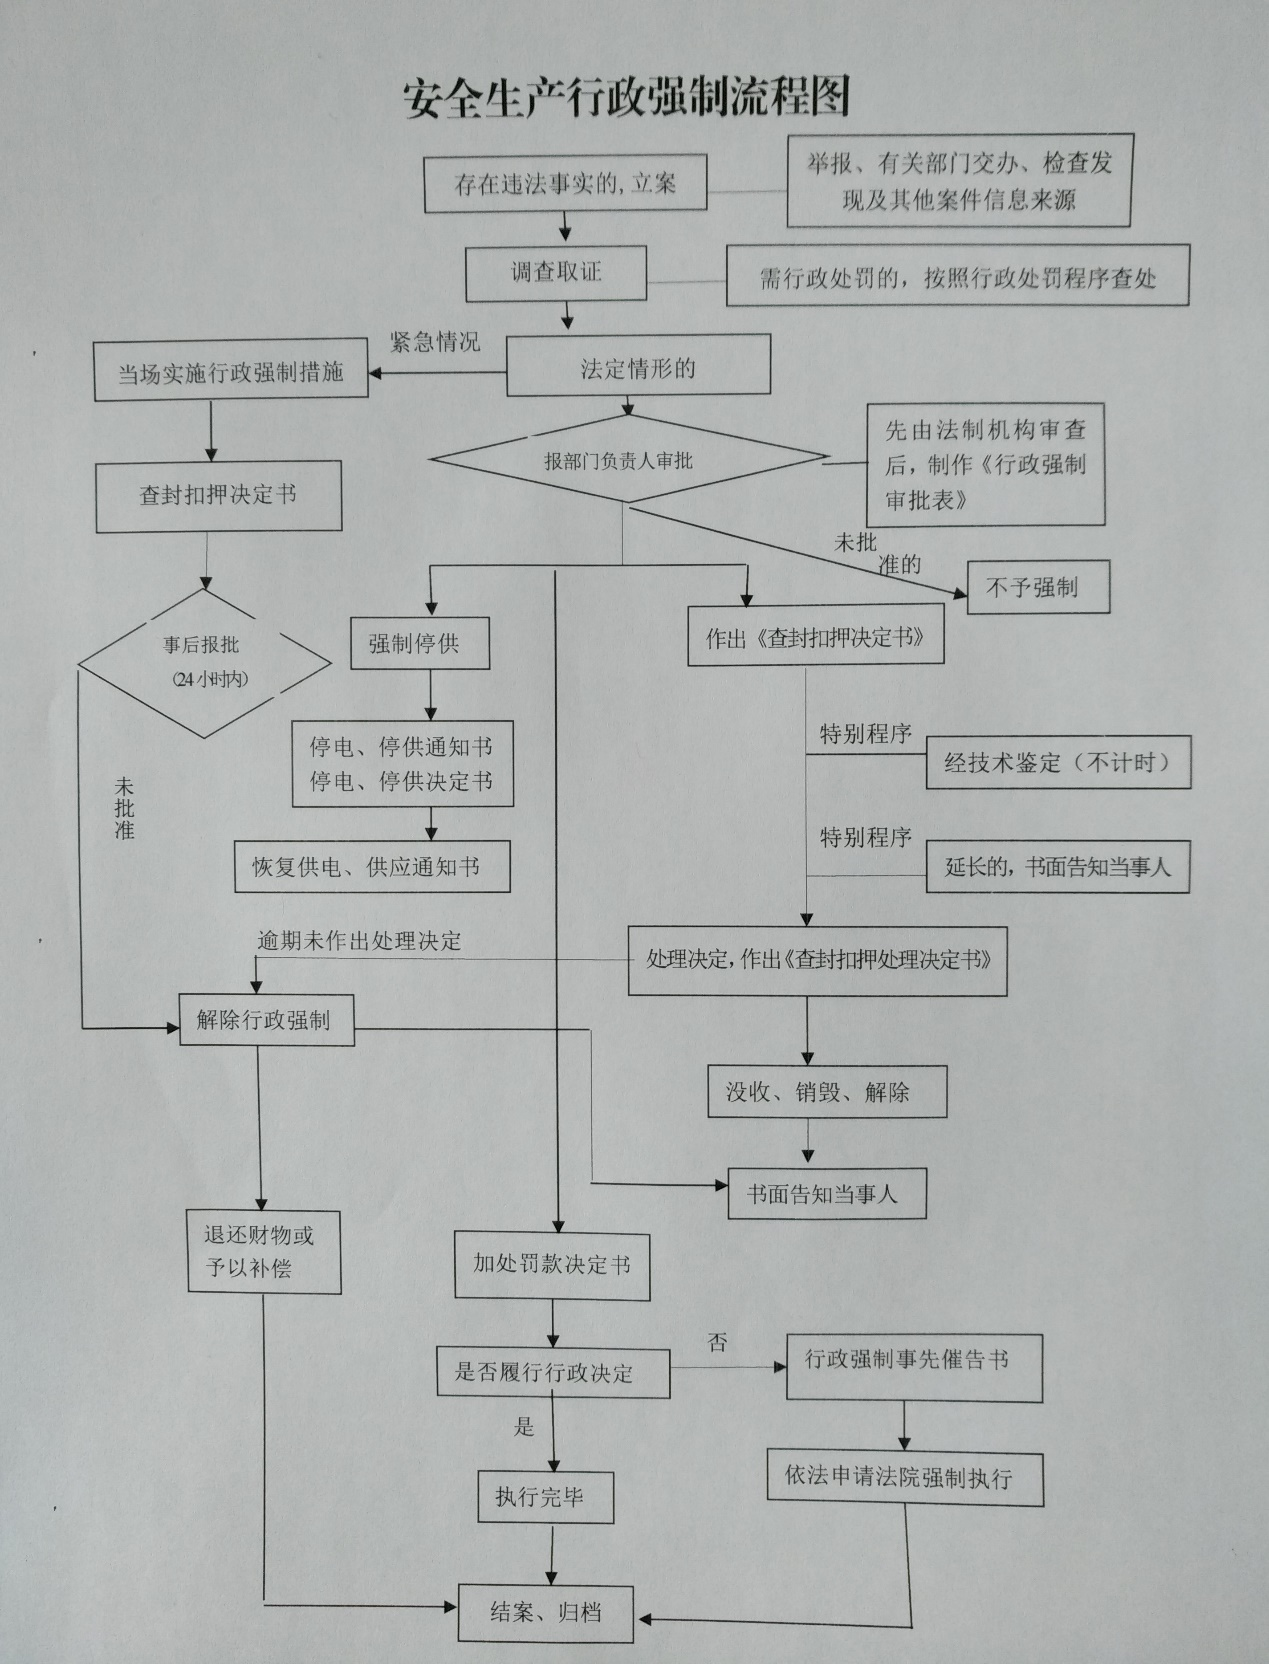 安全生产行政强制流程图
存在违法事实的,立案
举报、有关部门交办、检查发
现及其他案件信息来源
调查取证
需行政处罚的，按照行政处罚程序查处
紧急情况
当场实施行政强制措施
法定情形的
报部门负责人审批
先由法制机构审查
后，制作《行政强制
审批表》
查封扣押决定书
未批
准的
不予强制
事后报批
（24小时内）
强制停供
作出《查封扣押决定书》
停电、停供通知书
停电、停供决定书
特别程序
经技术鉴定（不计时）
未
批
准
恢复供电、供应通知书
特别程序
延长的，书面告知当事人
逾期未作出处理决定
处理决定，作出《查封扣押处理决定书》
解除行政强制
没收、销毁、解除
书面告知当事人
退还财物或
予以补偿
加处罚款决定书
是否履行行政决定
否
行政强制事先催告书
是
依法申请法院强制执行
执行完毕
结案、归档